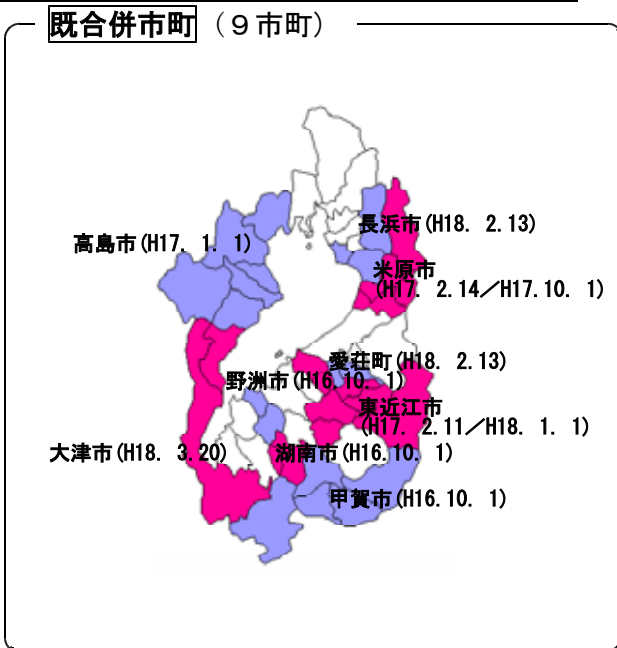 既合併市町（９市町）
長浜市(H18. 2.13)
高島市(H17. 1. 1)
米原市
(H17. 2.14／H17.10. 1)
愛荘町(H18. 2.13)
野洲市(H16.10. 1)
東近江市
(H17. 2.11／H18. 1. 1)
大津市(H18. 3.20)
湖南市(H16.10. 1)
甲賀市(H16.10. 1)